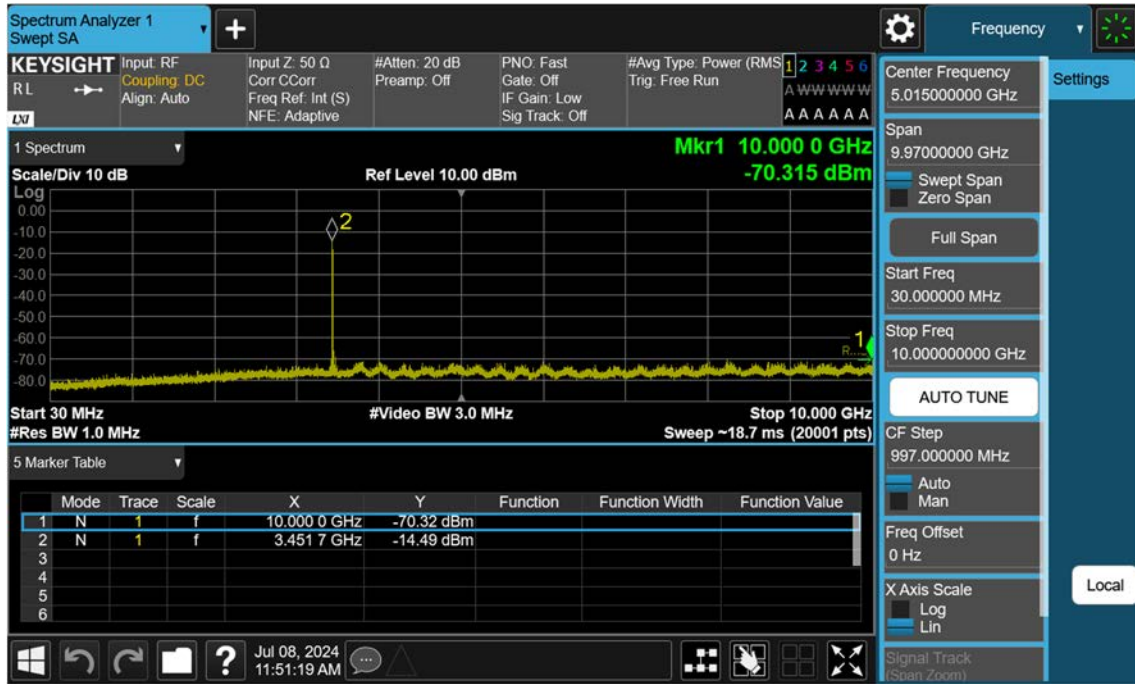 Spectrum Analyzer 1
Swept SA
Frequency
KEYSIGHT
R L
LXI
Input: RF
Coupling: DC
Align: Auto
Input Z: 50 Ω
Corr CCorr
Freq Ref: Int (S)
NFE: Adaptive
#Atten: 20 dB
Preamp: Off
PNO: Fast
Gate: Off
IF Gain: Low
Sig Track: Off
#Avg Type: Power (RMS
Trig: Free Run
1 2 3 4 5 6
A W W W W W
A A A A A A
1 Spectrum
Mkr1 10.000 0 GHz
-70.315 dBm
Scale/Div 10 dB
Ref Level 10.00 dBm
Log
0.00
-10.0
-20.0
-30.0
-40.0
-50.0
-60.0
-70.0
-80.0
2
1
Start 30 MHz
#Video BW 3.0 MHz
Stop 10.000 GHz
#Res BW 1.0 MHz
Sweep ~18.7 ms (20001 pts)
5 Marker Table
Mode Trace Scale X Y Function Function Width Function Value
1 N 1 f 10.000 0 GHz -70.32 dBm
2 N 1 f 3.451 7 GHz -14.49 dBm
3
4
5
6
Jul 08, 2024
11:51:19 AM
Center Frequency
5.015000000 GHz
Span
9.97000000 GHz
Swept Span
Zero Span
Full Span
Start Freq
30.000000 MHz
Stop Freq
10.000000000 GHz
AUTO TUNE
CF Step
997.000000 MHz
Auto
Man
Freq Offset
0 Hz
X Axis Scale
Log
Lin
Signal Track
(Span Zoom)
Settings
Local